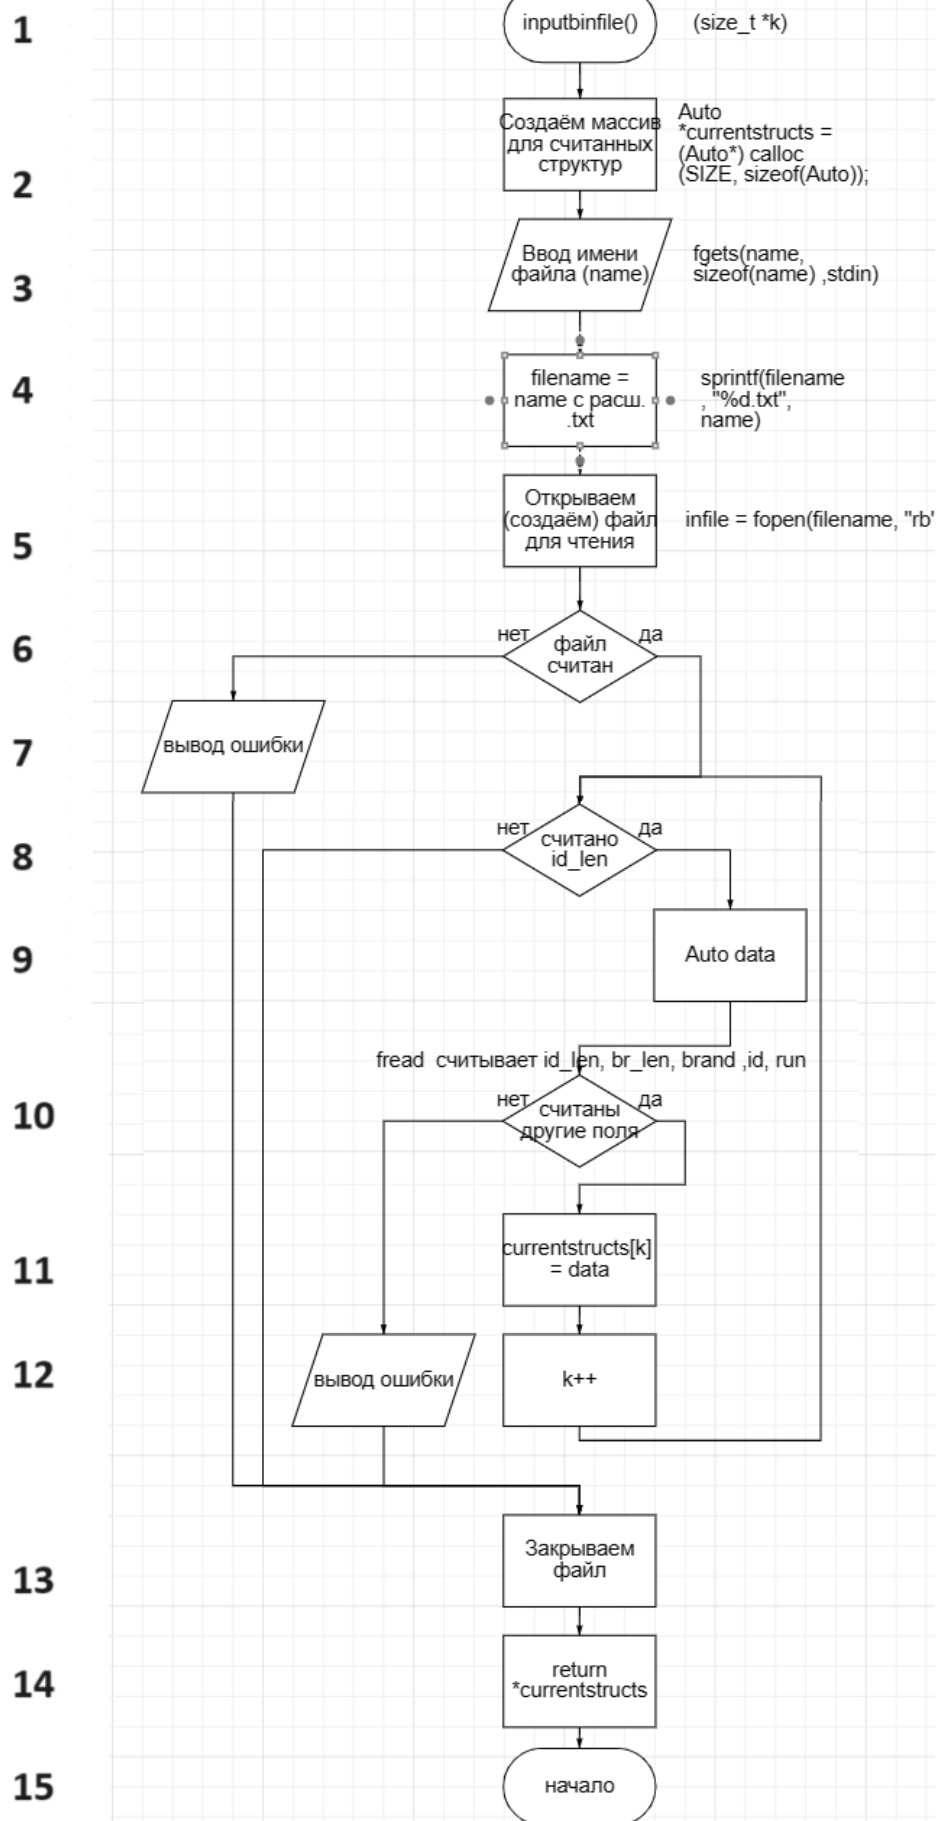 1
inputbinfile()
(size_t *k)
Создаём массив
для считанных
структур
Auto
*currentstructs =
(Auto*) calloc
(SIZE, sizeof(Auto));
2
Ввод имени
файла (name)
fgets(name,
sizeof(name) ,stdin)
3
4
filename =
name с расш.
.txt
sprintf(filename
, "%d.txt",
name)
Открываем
(создаём) файл
для чтения
infile = fopen(filename, "rb"
5
6
нет
файл
считан
да
7
вывод ошибки
8
нет
считано
id_len
да
9
Auto data
fread считывает id_len, br_len, brand ,id, run
10
нет
считаны
другие поля
да
11
currentstructs[k]
= data
12
вывод ошибки
k++
Закрываем
файл
13
14
return
*currentstructs
15
начало